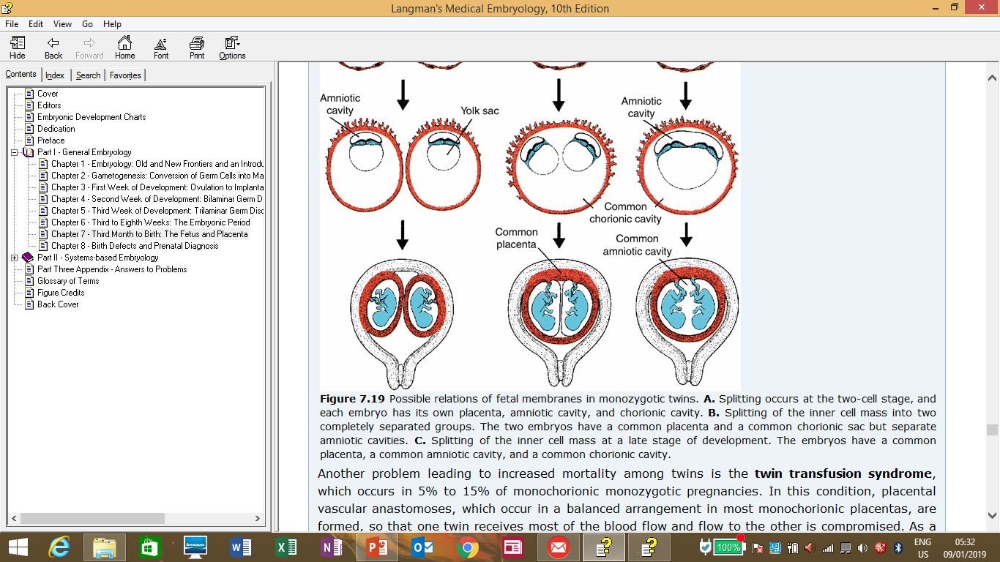 Langman's Medical Embryology, 10th Edition
File Edit View Go Help
Hide Back Forward Home Font Print Options
Contents Index Search Favorites
Cover
Editors
Embryonic Development Charts
Dedication
Preface
Part I - General Embryology
Chapter 1 - Embryology: Old and New Frontiers and an Introdu
Chapter 2 - Gametogenesis: Conversion of Germ Cells into Ma
Chapter 3 - First Week of Development: Ovulation to Implanta
Chapter 4 - Second Week of Development: Bilaminar Germ D
Chapter 5 - Third Week of Development: Trilaminar Germ Disc
Chapter 6 - Third to Eighth Weeks: The Embryonic Period
Chapter 7 - Third Month to Birth: The Fetus and Placenta
Chapter 8 - Birth Defects and Prenatal Diagnosis
Part II - Systems-based Embryology
Part Three Appendix - Answers to Problems
Glossary of Terms
Figure Credits
Back Cover
Amniotic
cavity
Yolk sac
Amniotic
cavity
Common
chorionic cavity
Common
placenta
Common
amniotic cavity
Figure 7.19 Possible relations of fetal membranes in monozygotic twins. A. Splitting occurs at the two-cell stage, and
each embryo has its own placenta, amniotic cavity, and chorionic cavity. B. Splitting of the inner cell mass into two
completely separated groups. The two embryos have a common placenta and a common chorionic sac but separate
amniotic cavities. C. Splitting of the inner cell mass at a late stage of development. The embryos have a common
placenta, a common amniotic cavity, and a common chorionic cavity.
Another problem leading to increased mortality among twins is the twin transfusion syndrome,
which occurs in 5% to 15% of monochorionic monozygotic pregnancies. In this condition, placental
vascular anastomoses, which occur in a balanced arrangement in most monochorionic placentas, are
formed, so that one twin receives most of the blood flow and flow to the other is compromised. As a
lenovo
100%
ENG
US
05:32
09/01/2019